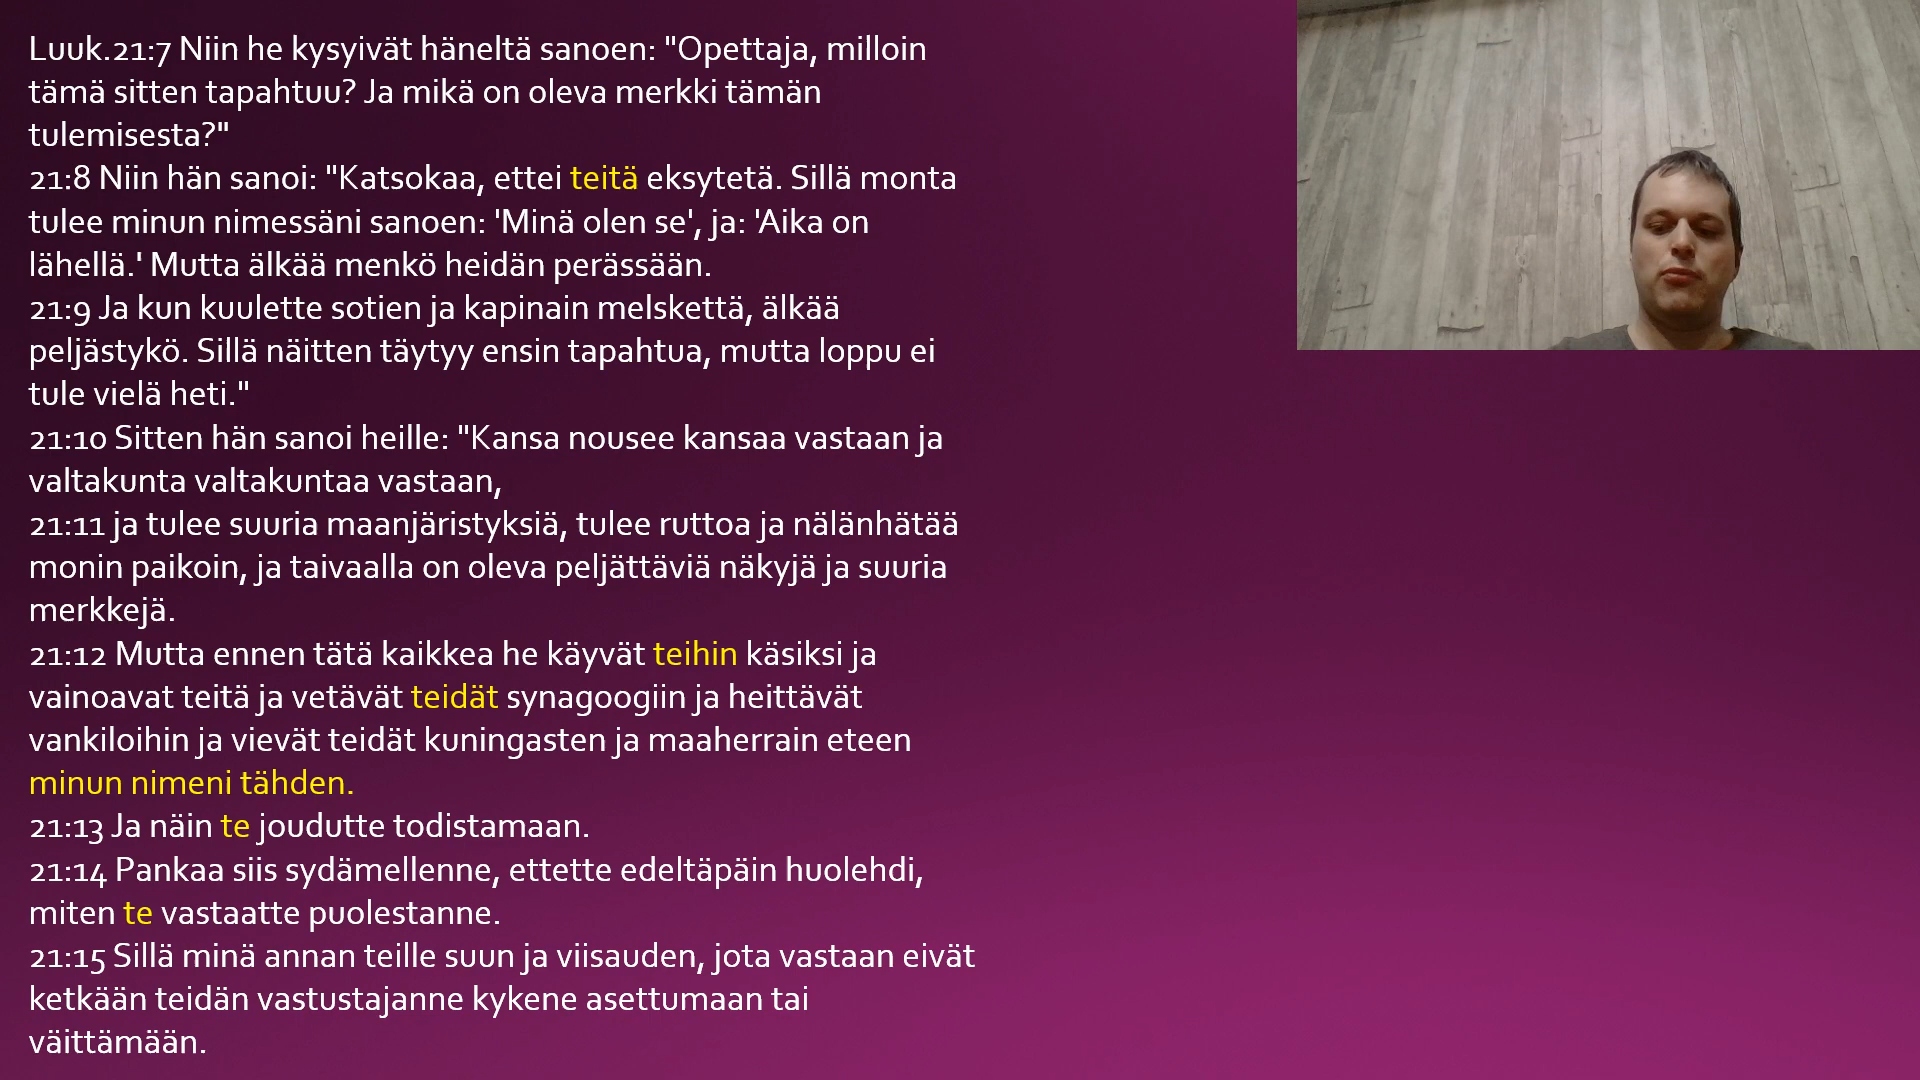 Luuk.21:7 Niin he kysyivät häneltä sanoen: "Opettaja, milloin
tämä sitten tapahtuu? Ja mikä on oleva merkki tämän
tulemisesta?"
21:8 Niin hän sanoi: "Katsokaa, ettei teitä eksytetä. Sillä monta
tulee minun nimessäni sanoen: 'Minä olen se', ja: 'Aika on
lähellä.' Mutta älkää menkö heidän perässään.
21:9 Ja kun kuulette sotien ja kapinain melskettä, älkää
peljästykö. Sillä näitten täytyy ensin tapahtua, mutta loppu ei
tule vielä heti."
21:10 Sitten hän sanoi heille: "Kansa nousee kansaa vastaan ja
valtakunta valtakuntaa vastaan,
21:11 ja tulee suuria maanjäristyksiä, tulee ruttoa ja nälänhätää
monin paikoin, ja taivaalla on oleva peljättäviä näkyjä ja suuria
merkkejä.
21:12 Mutta ennen tätä kaikkea he käyvät teihin käsiksi ja
vainoavat teitä ja vetävät teidät synagoogiin ja heittävät
vankiloihin ja vievät teidät kuningasten ja maaherrain eteen
minun nimeni tähden.
21:13 Ja näin te joudutte todistamaan.
21:14 Pankaa siis sydämellenne, ettette edeltäpäin huolehdi,
miten te vastaatte puolestanne.
21:15 Sillä minä annan teille suun ja viisauden, jota vastaan eivät
ketkään teidän vastustajanne kykene asettumaan tai
väittämään.